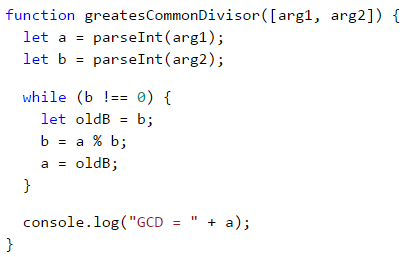 function greatesCommonDivisor([arg1, arg2]) {
let a = parseInt(arg1);
let b = parseInt(arg2);
while (b !== 0) {
let oldB = b;
b = a % b;
a = oldB;
}
console.log("GCD = " + a);
}